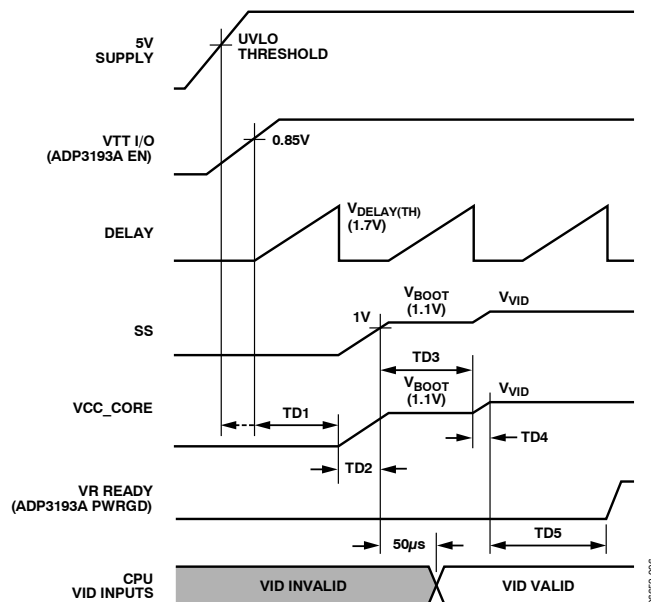 5V
SUPPLY
UVLO
THRESHOLD
VTT I/O
(ADP3193A EN)
0.85V
DELAY
VDELAY(TH)
(1.7V)
SS
1V
VBOOT
(1.1V)
VVID
TD3
VCC_CORE
TD1
VBOOT
(1.1V)
VVID
TD4
TD2
VR READY
(ADP3193A PWRGD)
50µs
TD5
CPU
VID INPUTS
VID INVALID
VID VALID